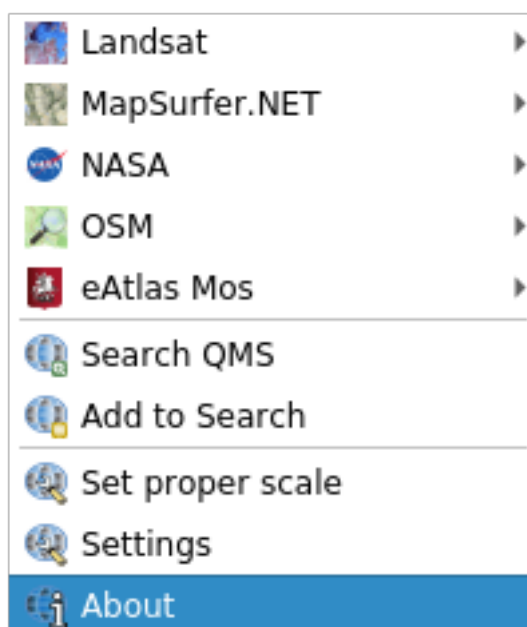 Landsat
MapSurfer.NET
NASA
OSM
eAtlas Mos
Search QMS
Add to Search
Set proper scale
Settings
About